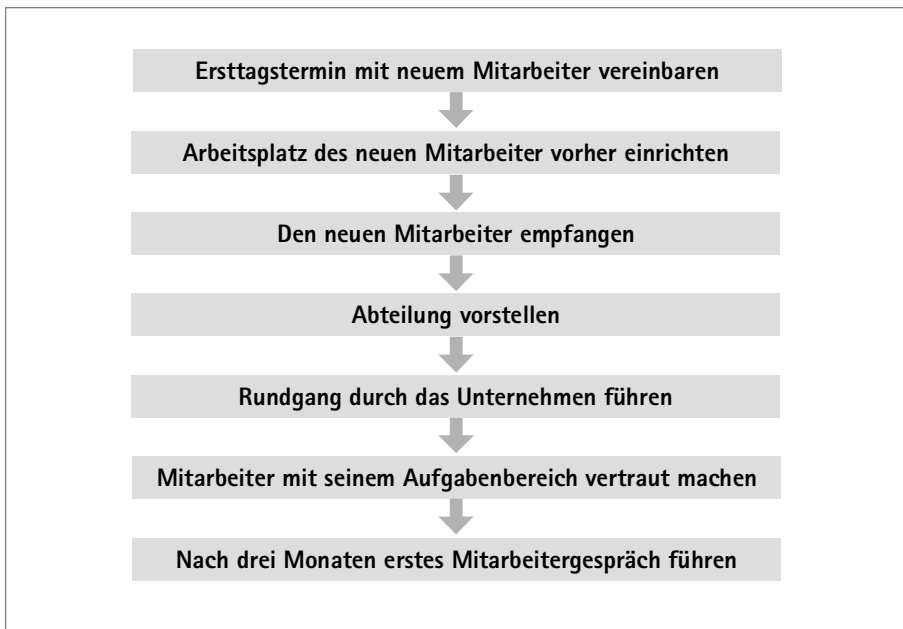 Ersttagstermin mit neuem Mitarbeiter vereinbaren
Arbeitsplatz des neuen Mitarbeiter vorher einrichten
Den neuen Mitarbeiter empfangen
Abteilung vorstellen
Rundgang durch das Unternehmen führen
Mitarbeiter mit seinem Aufgabenbereich vertraut machen
Nach drei Monaten erstes Mitarbeitergespräch führen